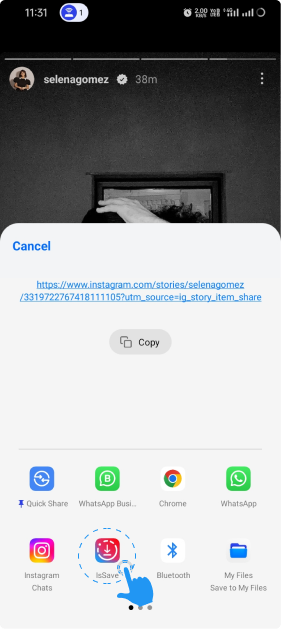 11:31
1
2.00
KB/S
selenagomez 38m
Cancel
https://www.instagram.com/stories/selenagomez
/3319722767418111105?utm_source=ig_story_item_share
Copy
Quick Share WhatsApp Busi... Chrome WhatsApp
Instagram IsSave Bluetooth My Files
Chats Save to My Files